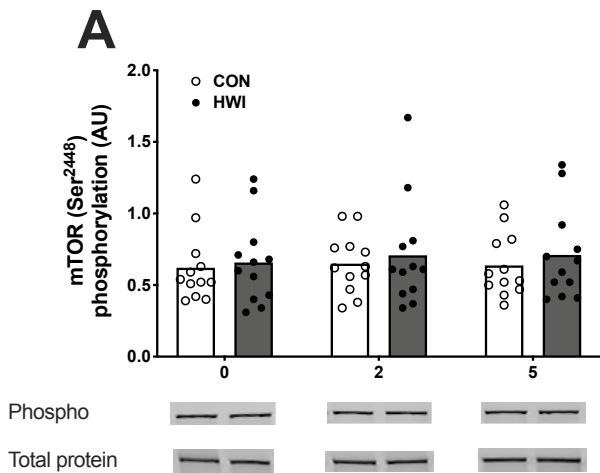 A
2.0
CON
HWI
1.5
1.0
0.5
0.0
mTOR (Ser2448)
phosphorylation (AU)
0 2 5
Phospho
Total protein